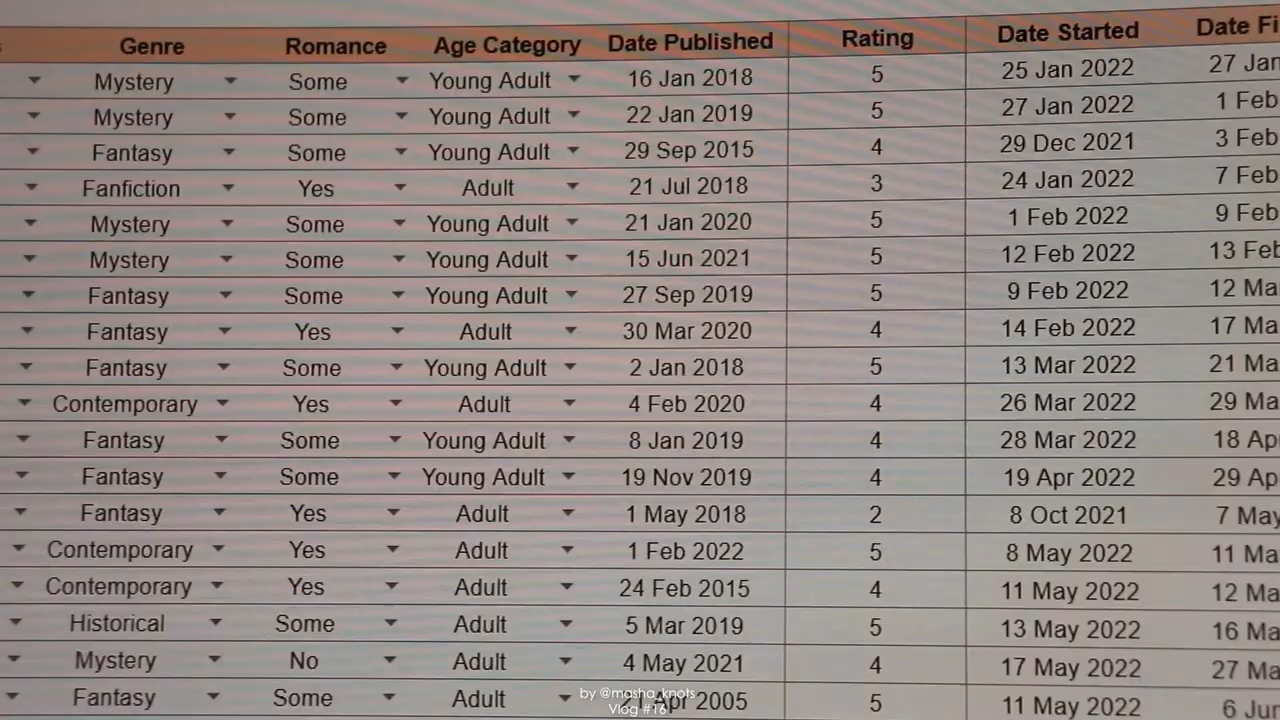 Genre Romance Age Category Date Published Rating Date Started Date Fi
Mystery Some Young Adult 16 Jan 2018 5 25 Jan 2022 27 Jan
Mystery Some Young Adult 22 Jan 2019 5 27 Jan 2022 1 Feb
Fantasy Some Young Adult 29 Sep 2015 4 29 Dec 2021 3 Feb
Fanfiction Yes Adult 21 Jul 2018 3 24 Jan 2022 7 Feb
Mystery Some Young Adult 21 Jan 2020 5 1 Feb 2022 9 Feb
Mystery Some Young Adult 15 Jun 2021 5 12 Feb 2022 13 Feb
Fantasy Some Young Adult 27 Sep 2019 5 9 Feb 2022 12 Ma
Fantasy Yes Adult 30 Mar 2020 4 14 Feb 2022 17 Ma
Fantasy Some Young Adult 2 Jan 2018 5 13 Mar 2022 21 Ma
Contemporary Yes Adult 4 Feb 2020 4 26 Mar 2022 29 Ma
Fantasy Some Young Adult 8 Jan 2019 4 28 Mar 2022 18 Ap
Fantasy Some Young Adult 19 Nov 2019 4 19 Apr 2022 29 Ap
Fantasy Yes Adult 1 May 2018 2 8 Oct 2021 7 May
Contemporary Yes Adult 1 Feb 2022 5 8 May 2022 11 Ma
Contemporary Yes Adult 24 Feb 2015 4 11 May 2022 12 Ma
Historical Some Adult 5 Mar 2019 5 13 May 2022 16 Ma
Mystery No Adult 4 May 2021 4 17 May 2022 27 Ma
Fantasy Some Adult Apr 2005 5 11 May 2022 6 Jun
by @masha_knots
Vlog #16